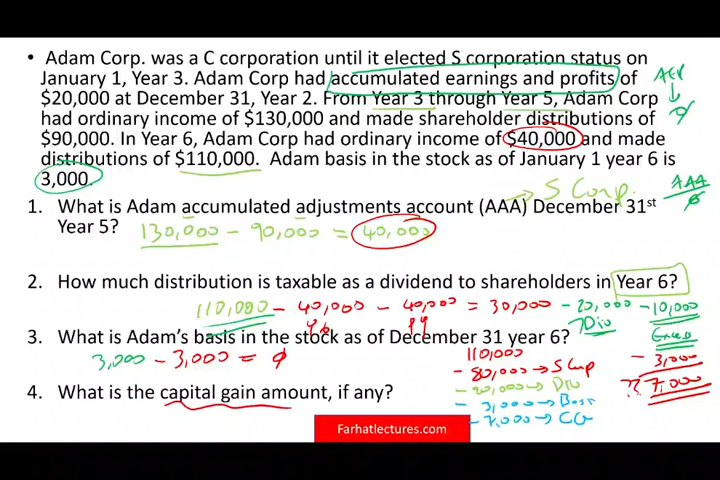 • Adam Corp. was a C corporation until it elected S corporation status on
January 1, Year 3. Adam Corp had accumulated earnings and profits of
$20,000 at December 31, Year 2. From Year 3 through Year 5, Adam Corp
had ordinary income of $130,000 and made shareholder distributions of
$90,000. In Year 6, Adam Corp had ordinary income of $40,000 and made
distributions of $110,000. Adam basis in the stock as of January 1 year 6 is
3,000.
→ S Corp.
AAA
ø
1. What is Adam accumulated adjustments account (AAA) December 31st
Year 5?
130,000 - 90,000 = 40,000
2. How much distribution is taxable as a dividend to shareholders in Year 6?
110,000 - 40,000 - 40,000 = 30,000 - 20,000 - 10,000
Div
Excess
3. What is Adam's basis in the stock as of December 31 year 6?
3,000 - 3,000 = ø
- 3,000
7,000
110,000
- 80,000 → S Corp
- 20,000 → Div
- 3,000 → Basis
- 7,000 → CG
4. What is the capital gain amount, if any?
Farhatlectures.com